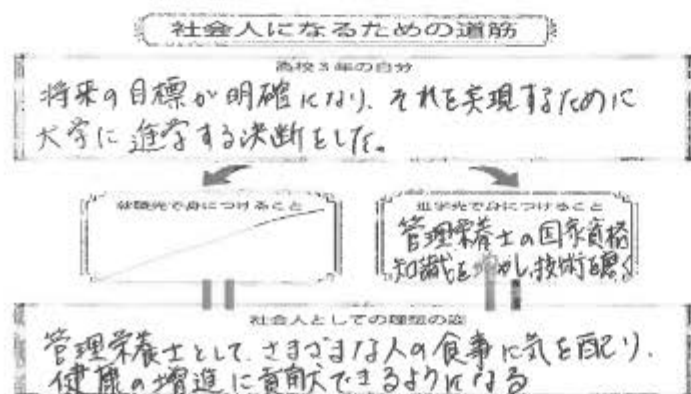 社会人になるための道筋
高校3年の自分
将来の目標が明確になり、それを実現するために
大学に進学する決断をした。
就職先で身につけること
進学先で身につけること
管理栄養士の国家資格
知識を 、技術を磨く
社会人としての理想の姿
管理栄養士として、さまざまな人の食事に気を配り、
健康の増進に貢献できるようになる